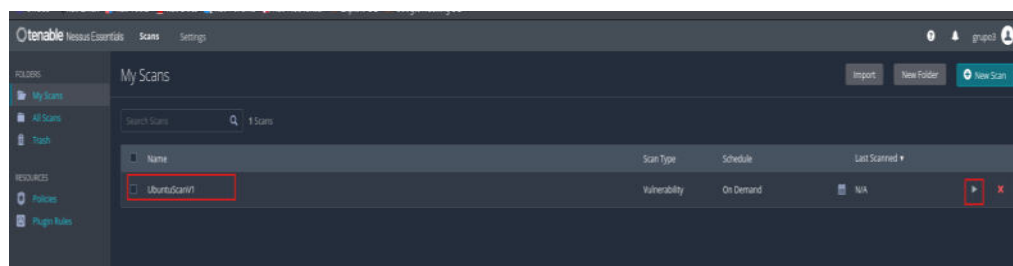 tenable Nessus Essentials Scans Settings grupo3
FOLDERS
My Scans
All Scans
Trash
RESOURCES
Policies
Plugin Rules
My Scans
Import New Folder New Scan
Search Scans 1 Scans
Name Scan Type Schedule Last Scanned
UbuntuScanV1 Vulnerability On Demand N/A